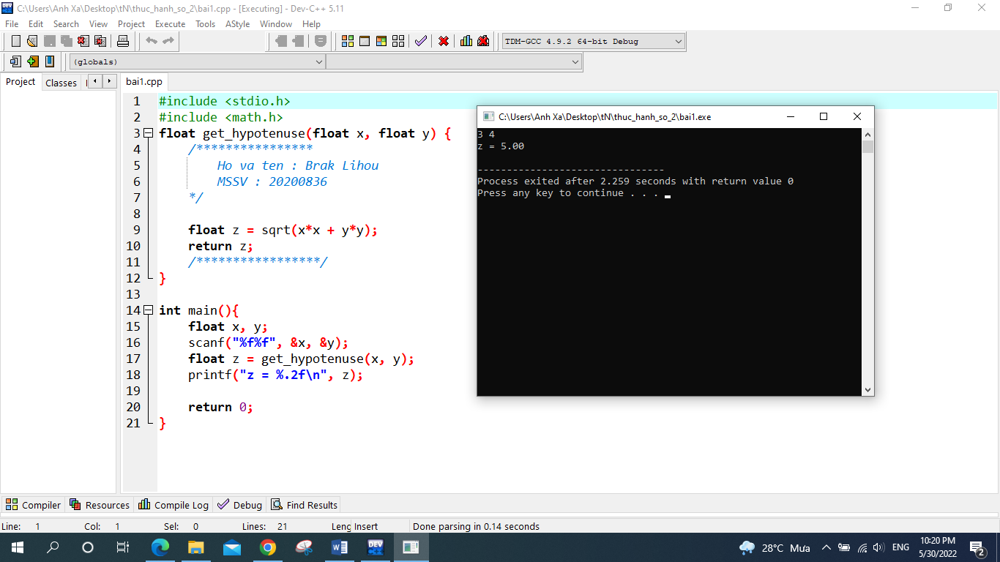 C:\Users\Anh Xa\Desktop\tN\thuc_hanh_so_2\bai1.cpp - [Executing] - Dev-C++ 5.11
File Edit Search View Project Execute Tools AStyle Window Help
TDM-GCC 4.9.2 64-bit Debug
(globals)
Project Classes
bai1.cpp
1 #include <stdio.h>
2 #include <math.h>
3 float get_hypotenuse(float x, float y) {
4 /****************
5 Ho va ten : Brak Lihou
6 MSSV : 20200836
7 */
8
9 float z = sqrt(x*x + y*y);
10 return z;
11 /*****************/
12 }
13
14 int main(){
15 float x, y;
16 scanf("%f%f", &x, &y);
17 float z = get_hypotenuse(x, y);
18 printf("z = %.2f\n", z);
19
20 return 0;
21 }
C:\Users\Anh Xa\Desktop\tN\thuc_hanh_so_2\bai1.exe
3 4
z = 5.00
--------------------------------
Process exited after 2.259 seconds with return value 0
Press any key to continue . . .
Compiler Resources Compile Log Debug Find Results
Line: 1 Col: 1 Sel: 0 Lines: 21 Leng Insert Done parsing in 0.14 seconds
DEV
28°C Mưa ENG 10:20 PM
5/30/2022
2